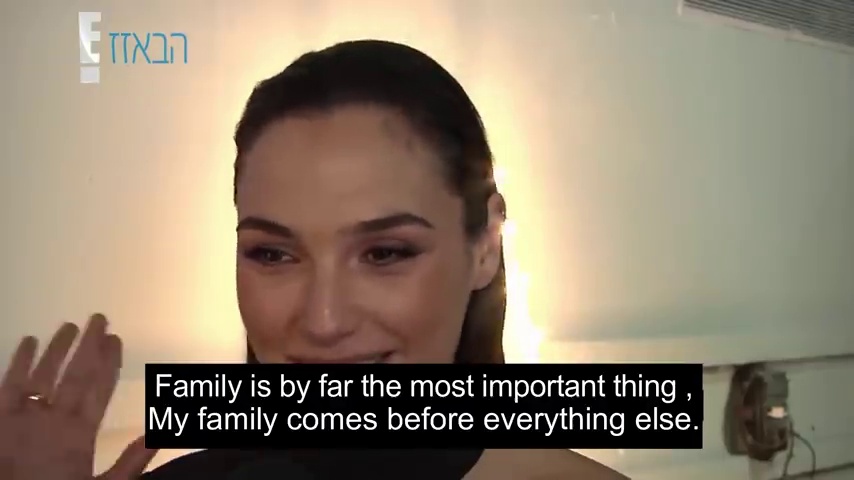 E!
הבאזז
Family is by far the most important thing ,
My family comes before everything else.